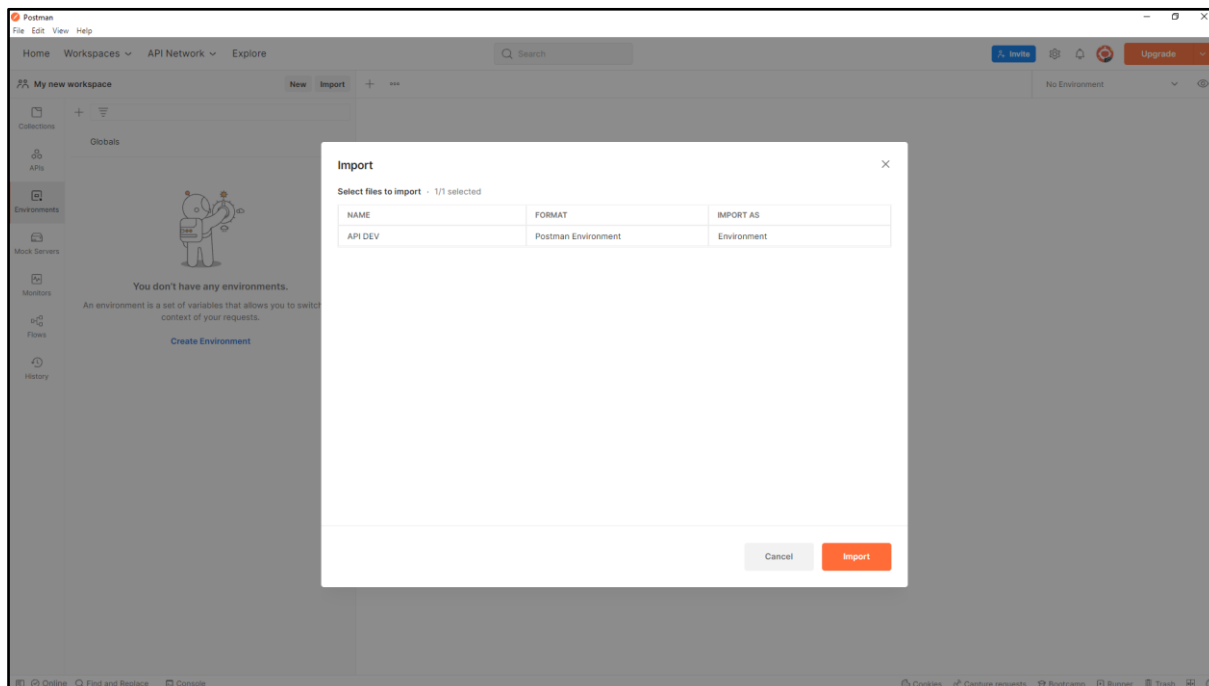 Postman
File Edit View Help
Home Workspaces API Network Explore
Search
Invite
Upgrade
My new workspace
New Import
No Environment
Collections
Globals
APIs
Environments
Mock Servers
Monitors
Flows
History
You don't have any environments.
An environment is a set of variables that allows you to switch
context of your requests.
Create Environment
Import
Select files to import - 1/1 selected
NAME FORMAT IMPORT AS
API DEV Postman Environment Environment
Cancel Import
Online Find and Replace Console
Cookies Capture requests Bootcamp Runner Trash